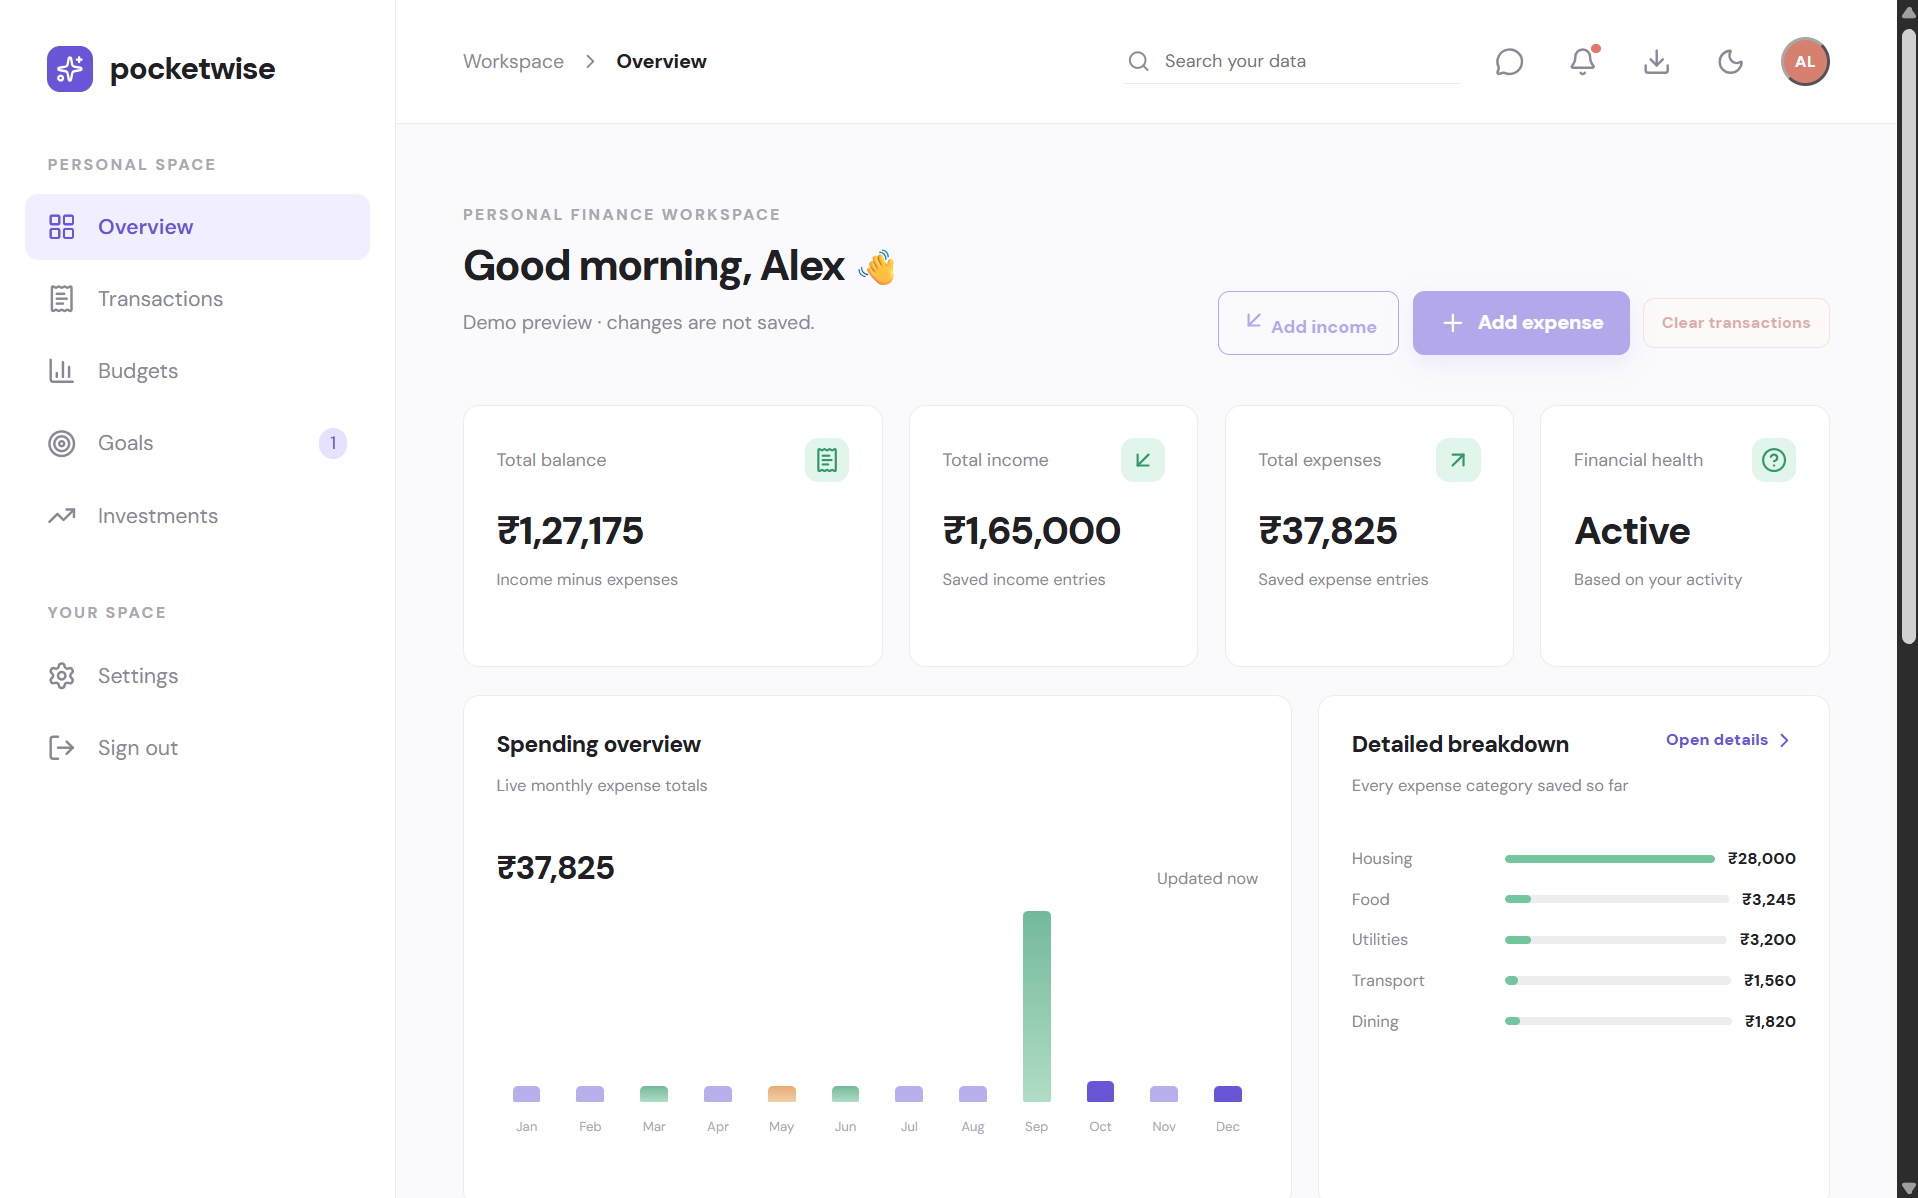 pocketwise
PERSONAL SPACE
Overview
Transactions
Budgets
Goals 1
Investments
YOUR SPACE
Settings
Sign out
Workspace > Overview
Search your data
AL
PERSONAL FINANCE WORKSPACE
Good morning, Alex 👋
Demo preview · changes are not saved.
Add income
Add expense
Clear transactions
Total balance
₹1,27,175
Income minus expenses
Total income
₹1,65,000
Saved income entries
Total expenses
₹37,825
Saved expense entries
Financial health
Active
Based on your activity
Spending overview
Live monthly expense totals
₹37,825
Updated now
Jan Feb Mar Apr May Jun Jul Aug Sep Oct Nov Dec
Detailed breakdown
Open details
Every expense category saved so far
Housing ₹28,000
Food ₹3,245
Utilities ₹3,200
Transport ₹1,560
Dining ₹1,820